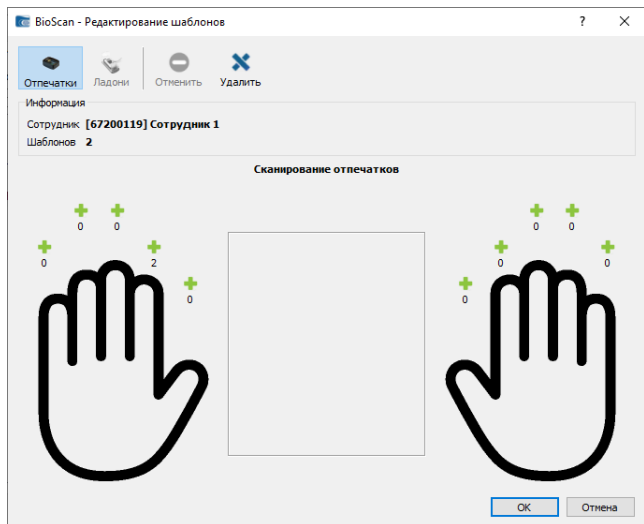 BioScan - Редактирование шаблонов
Отпечатки Ладони Отменить Удалить
Информация
Сотрудник [67200119] Сотрудник 1
Шаблонов 2
Сканирование отпечатков
0 0 0 0
0 2 0 0
0 0
OK Отмена